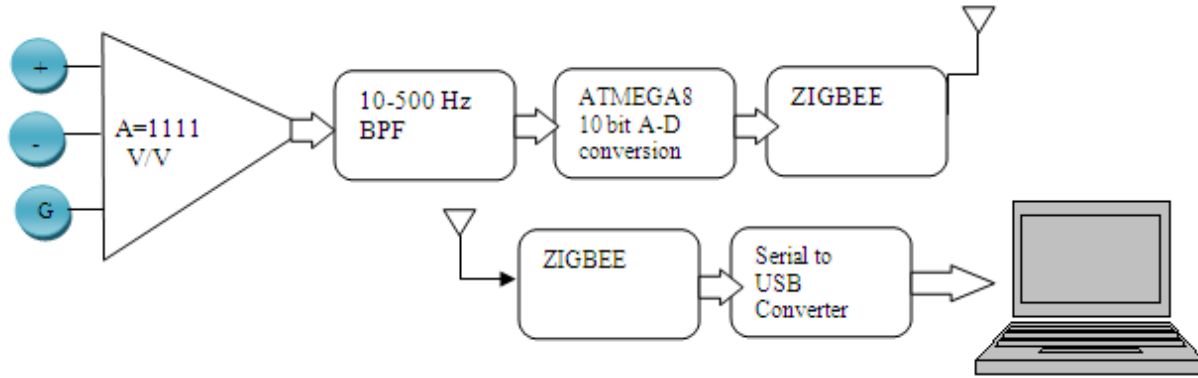 +
-
G
A=1111
V/V
10-500 Hz
BPF
ATMEGA8
10 bit A-D
conversion
ZIGBEE
ZIGBEE
Serial to
USB
Converter